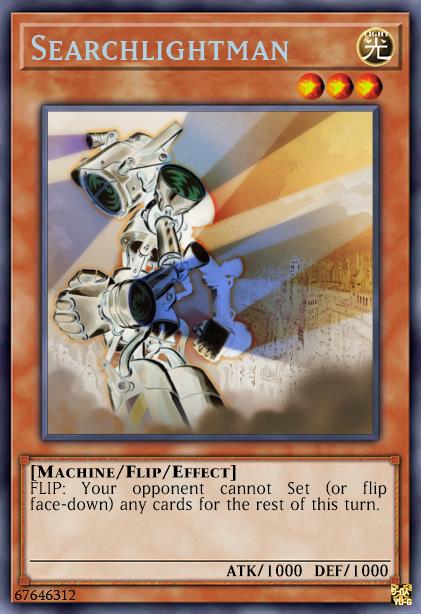 Searchlightman
LIGHT
光
[Machine/Flip/Effect]
FLIP: Your opponent cannot Set (or flip
face-down) any cards for the rest of this turn.
ATK/1000 DEF/1000
67646312